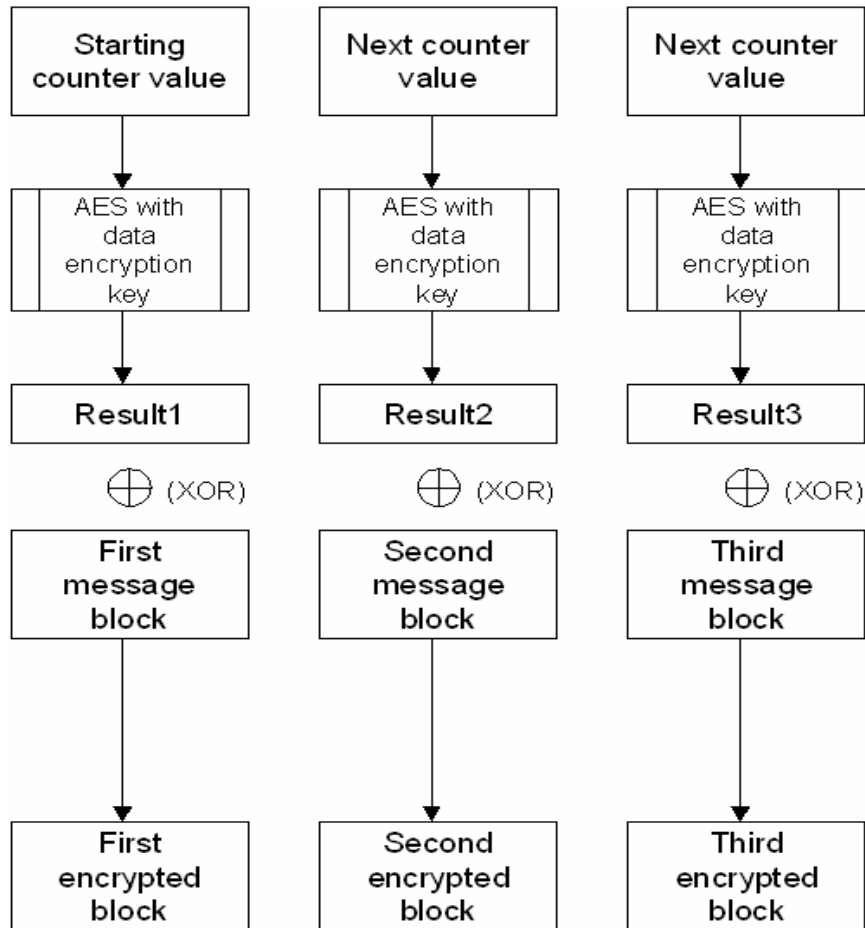 Starting
counter value
Next counter
value
Next counter
value
AES with
data
encryption
key
AES with
data
encryption
key
AES with
data
encryption
key
Result1
Result2
Result3
(XOR)
(XOR)
(XOR)
First
message
block
Second
message
block
Third
message
block
First
encrypted
block
Second
encrypted
block
Third
encrypted
block